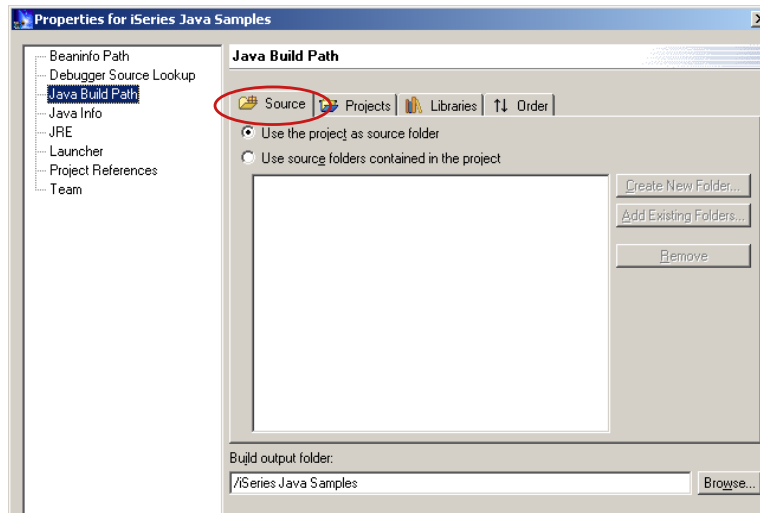 Properties for iSeries Java Samples
Beaninfo Path
Debugger Source Lookup
Java Build Path
Java Info
JRE
Launcher
Project References
Team
Java Build Path
Source Projects Libraries Order
Use the project as source folder
Use source folders contained in the project
Create New Folder...
Add Existing Folders...
Remove
Build output folder:
/iSeries Java Samples
Browse...